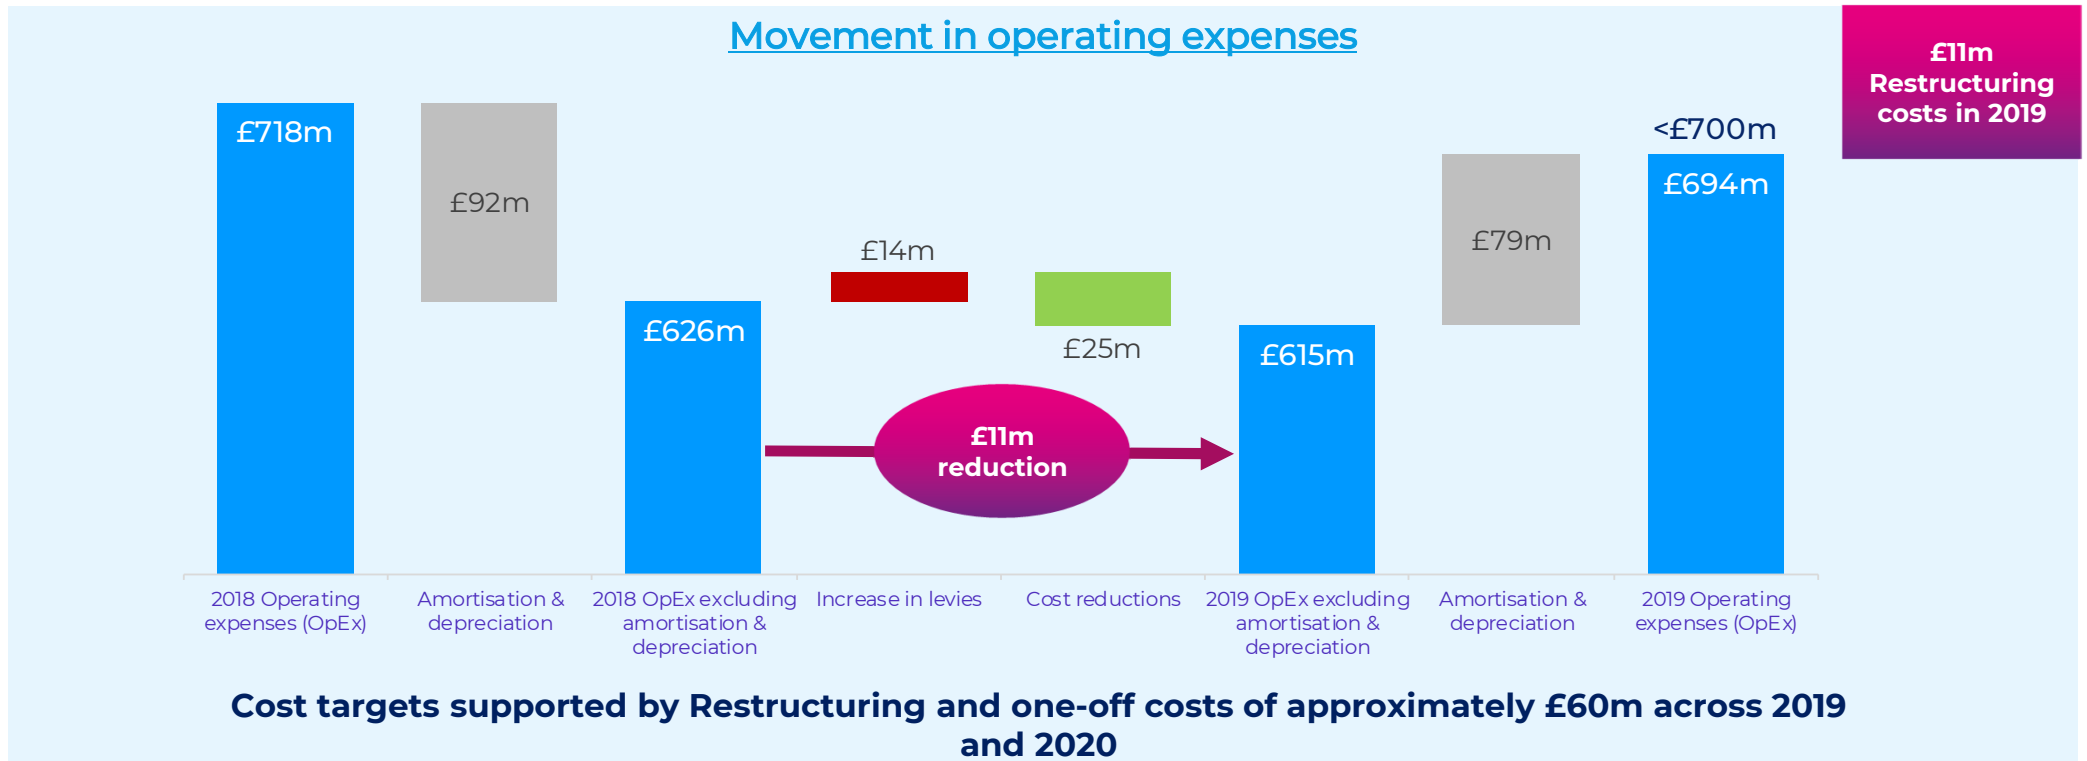 Movement in operating expenses
£11m
Restructuring
costs in 2019
£718m
£92m
£626m
£14m
£25m
£615m
£79m
<£700m
£694m
£11m
reduction
2018 Operating
expenses (OpEx)
Amortisation &
depreciation
2018 OpEx excluding
amortisation &
depreciation
Increase in levies
Cost reductions
2019 OpEx excluding
amortisation &
depreciation
Amortisation &
depreciation
2019 Operating
expenses (OpEx)
Cost targets supported by Restructuring and one-off costs of approximately £60m across 2019
and 2020